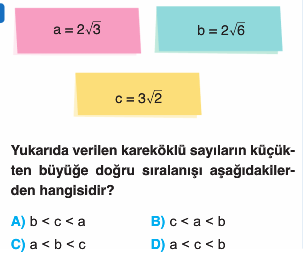 a = 2√3
b = 2√6
c = 3√2
Yukarıda verilen kareköklü sayıların küçük-
ten büyüğe doğru sıralanışı aşağıdakiler-
den hangisidir?
A) b < c < a
B) c < a < b
C) a < b < c
D) a < c < b